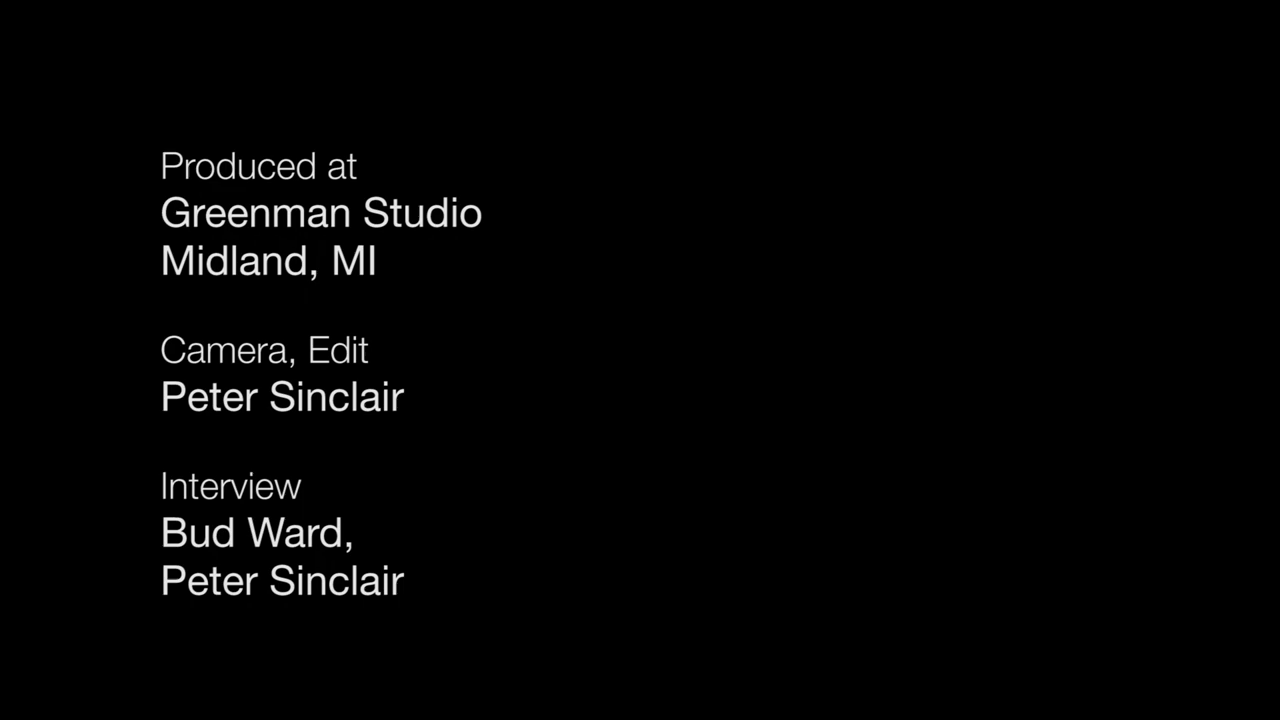 Produced at
Greenman Studio
Midland, MI
Camera, Edit
Peter Sinclair
Interview
Bud Ward,
Peter Sinclair